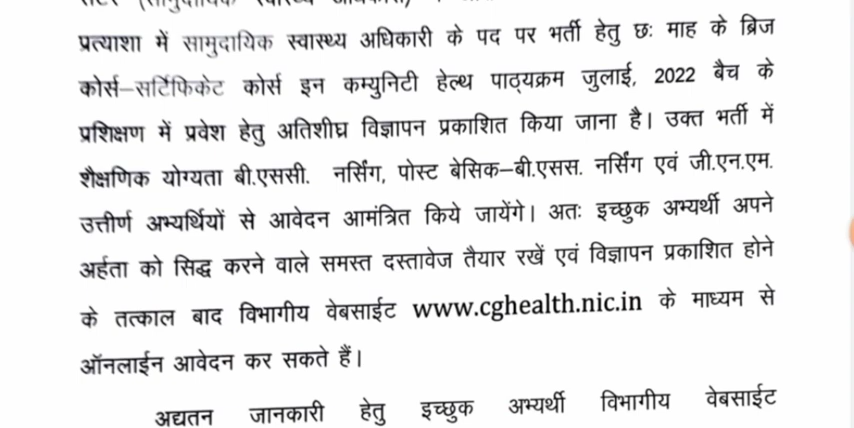 प्रत्याशा में सामुदायिक स्वास्थ्य अधिकारी के पद पर भर्ती हेतु छः माह के ब्रिज
कोर्स–सर्टिफिकेट कोर्स इन कम्युनिटी हेल्थ पाठ्यक्रम जुलाई, 2022 बैच के
प्रशिक्षण में प्रवेश हेतु अतिशीघ्र विज्ञापन प्रकाशित किया जाना है। उक्त भर्ती में
शैक्षणिक योग्यता बी.एससी. नर्सिंग, पोस्ट बेसिक–बी.एसस. नर्सिंग एवं जी.एन.एम.
उत्तीर्ण अभ्यर्थियों से आवेदन आमंत्रित किये जायेंगे। अतः इच्छुक अभ्यर्थी अपने
अर्हता को सिद्ध करने वाले समस्त दस्तावेज तैयार रखें एवं विज्ञापन प्रकाशित होने
के तत्काल बाद विभागीय वेबसाईट www.cghealth.nic.in के माध्यम से
ऑनलाईन आवेदन कर सकते हैं।
अद्यतन जानकारी हेतु इच्छुक अभ्यर्थी विभागीय वेबसाईट